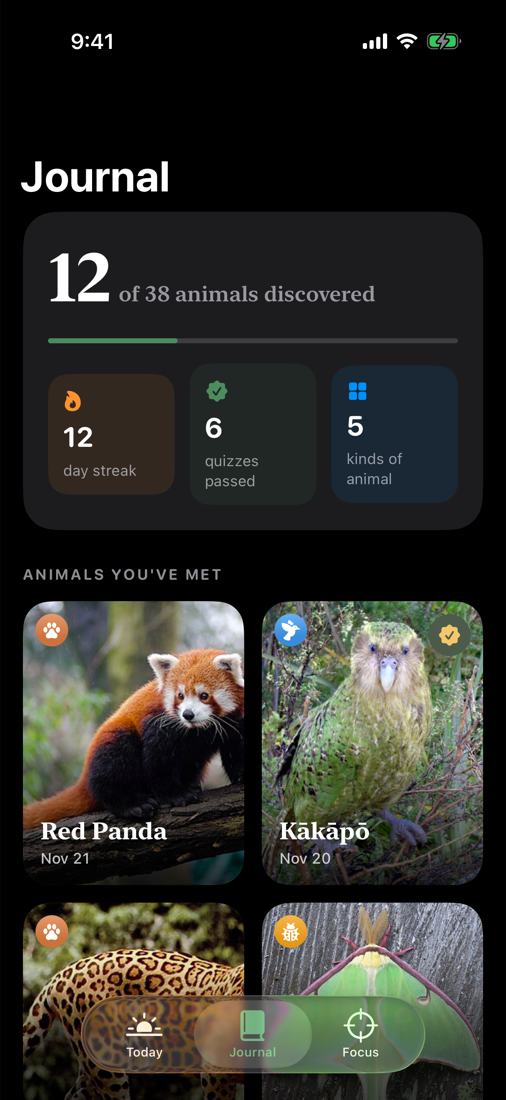 9:41
Journal
12 of 38 animals discovered
12
day streak
6
quizzes
passed
5
kinds of
animal
ANIMALS YOU'VE MET
Red Panda
Nov 21
Kākāpō
Nov 20
Today
Journal
Focus